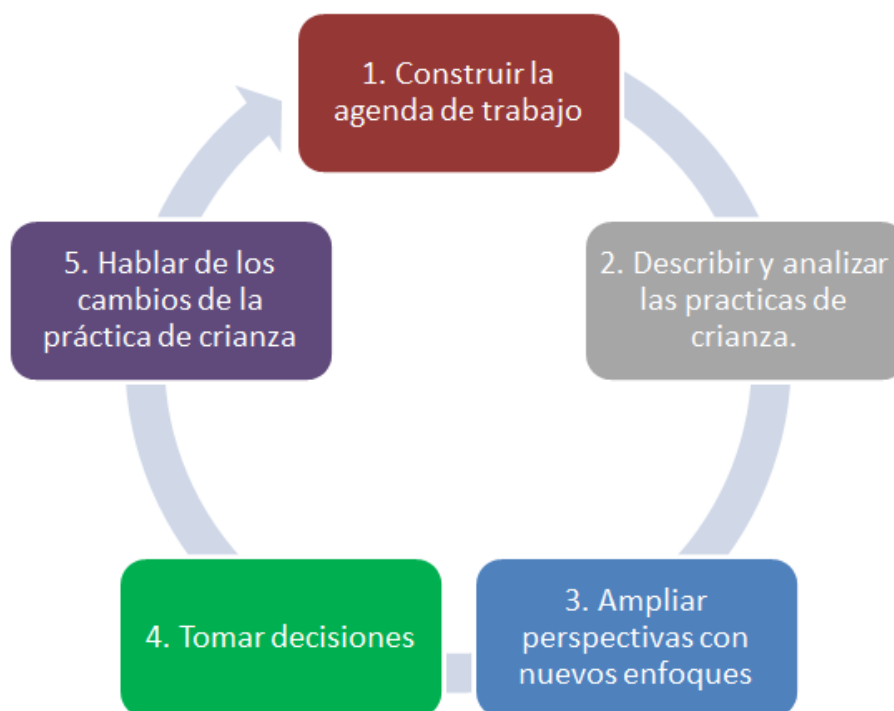 1. Construir la
agenda de trabajo
2. Describir y analizar
las practicas de
crianza.
3. Ampliar
perspectivas con
nuevos enfoques
4. Tomar decisiones
5. Hablar de los
cambios de la
práctica de crianza